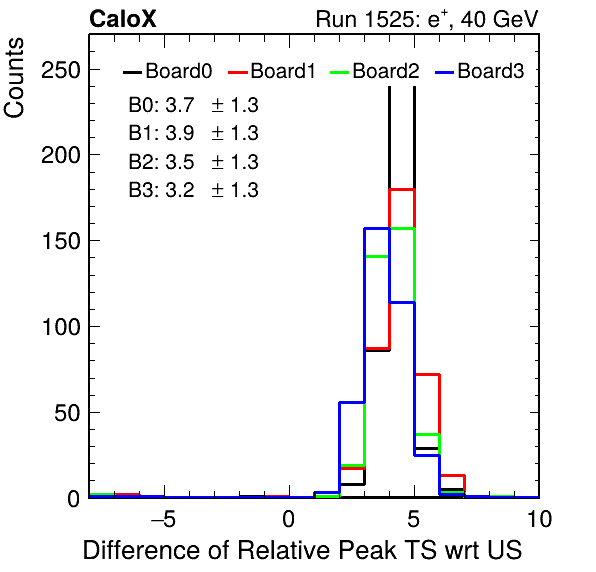 CaloX Run 1525: e⁺, 40 GeV
Board0 Board1 Board2 Board3
B0: 3.7 ± 1.3
B1: 3.9 ± 1.3
B2: 3.5 ± 1.3
B3: 3.2 ± 1.3
Counts
250
200
150
100
50
0
−5 0 5 10
Difference of Relative Peak TS wrt US